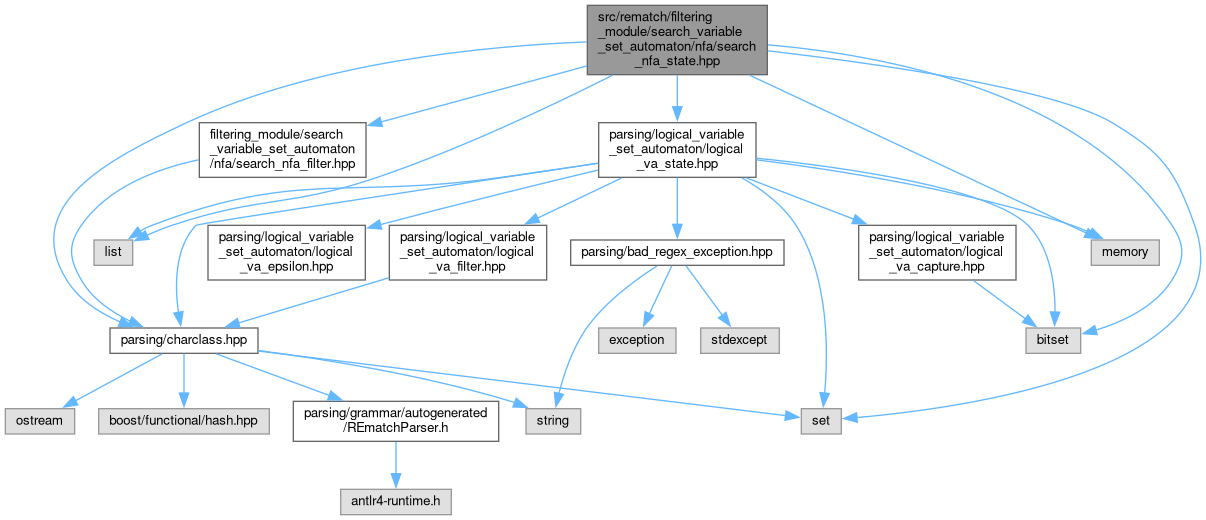 src/rematch/filtering
_module/search_variable
_set_automaton/nfa/search
_nfa_state.hpp
filtering_module/search
_variable_set_automaton
/nfa/search_nfa_filter.hpp
parsing/logical_variable
_set_automaton/logical
_va_state.hpp
list
parsing/logical_variable
_set_automaton/logical
_va_epsilon.hpp
parsing/logical_variable
_set_automaton/logical
_va_filter.hpp
parsing/bad_regex_exception.hpp
parsing/logical_variable
_set_automaton/logical
_va_capture.hpp
memory
parsing/charclass.hpp
exception
stdexcept
bitset
ostream
boost/functional/hash.hpp
parsing/grammar/autogenerated
/REmatchParser.h
string
set
antlr4-runtime.h